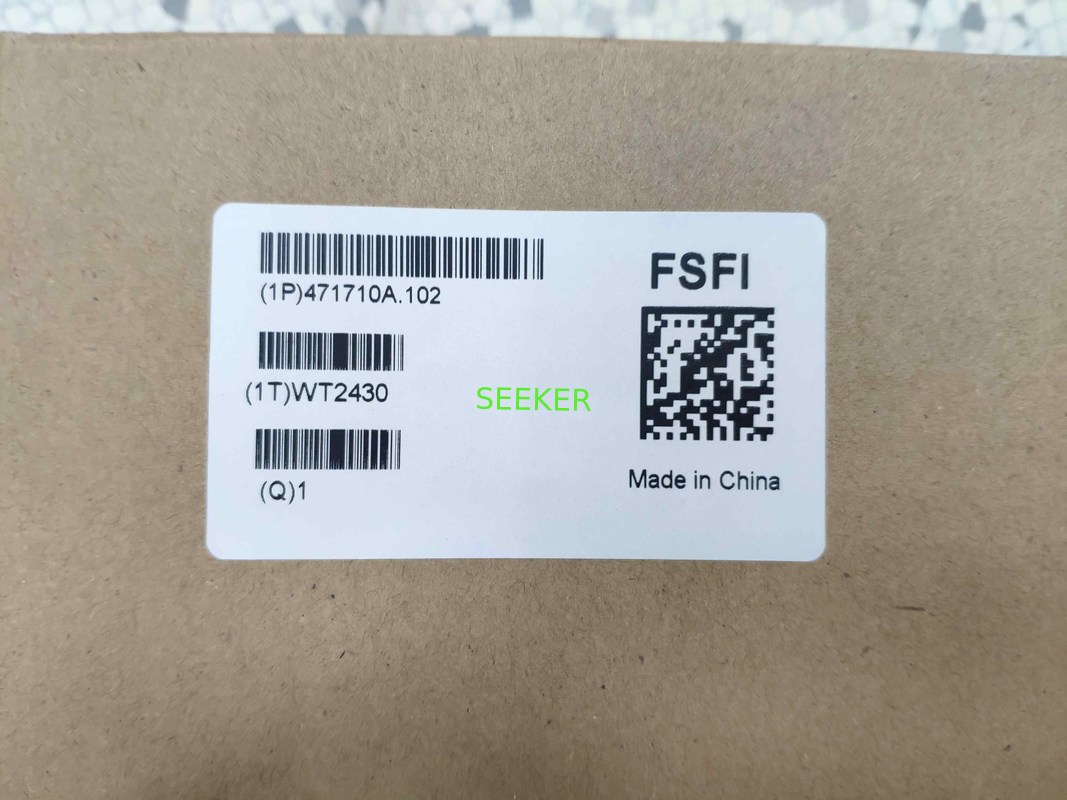 (1P)471710A.102
(1T)WT2430
(Q)1
FSFI
Made in China
SEEKER